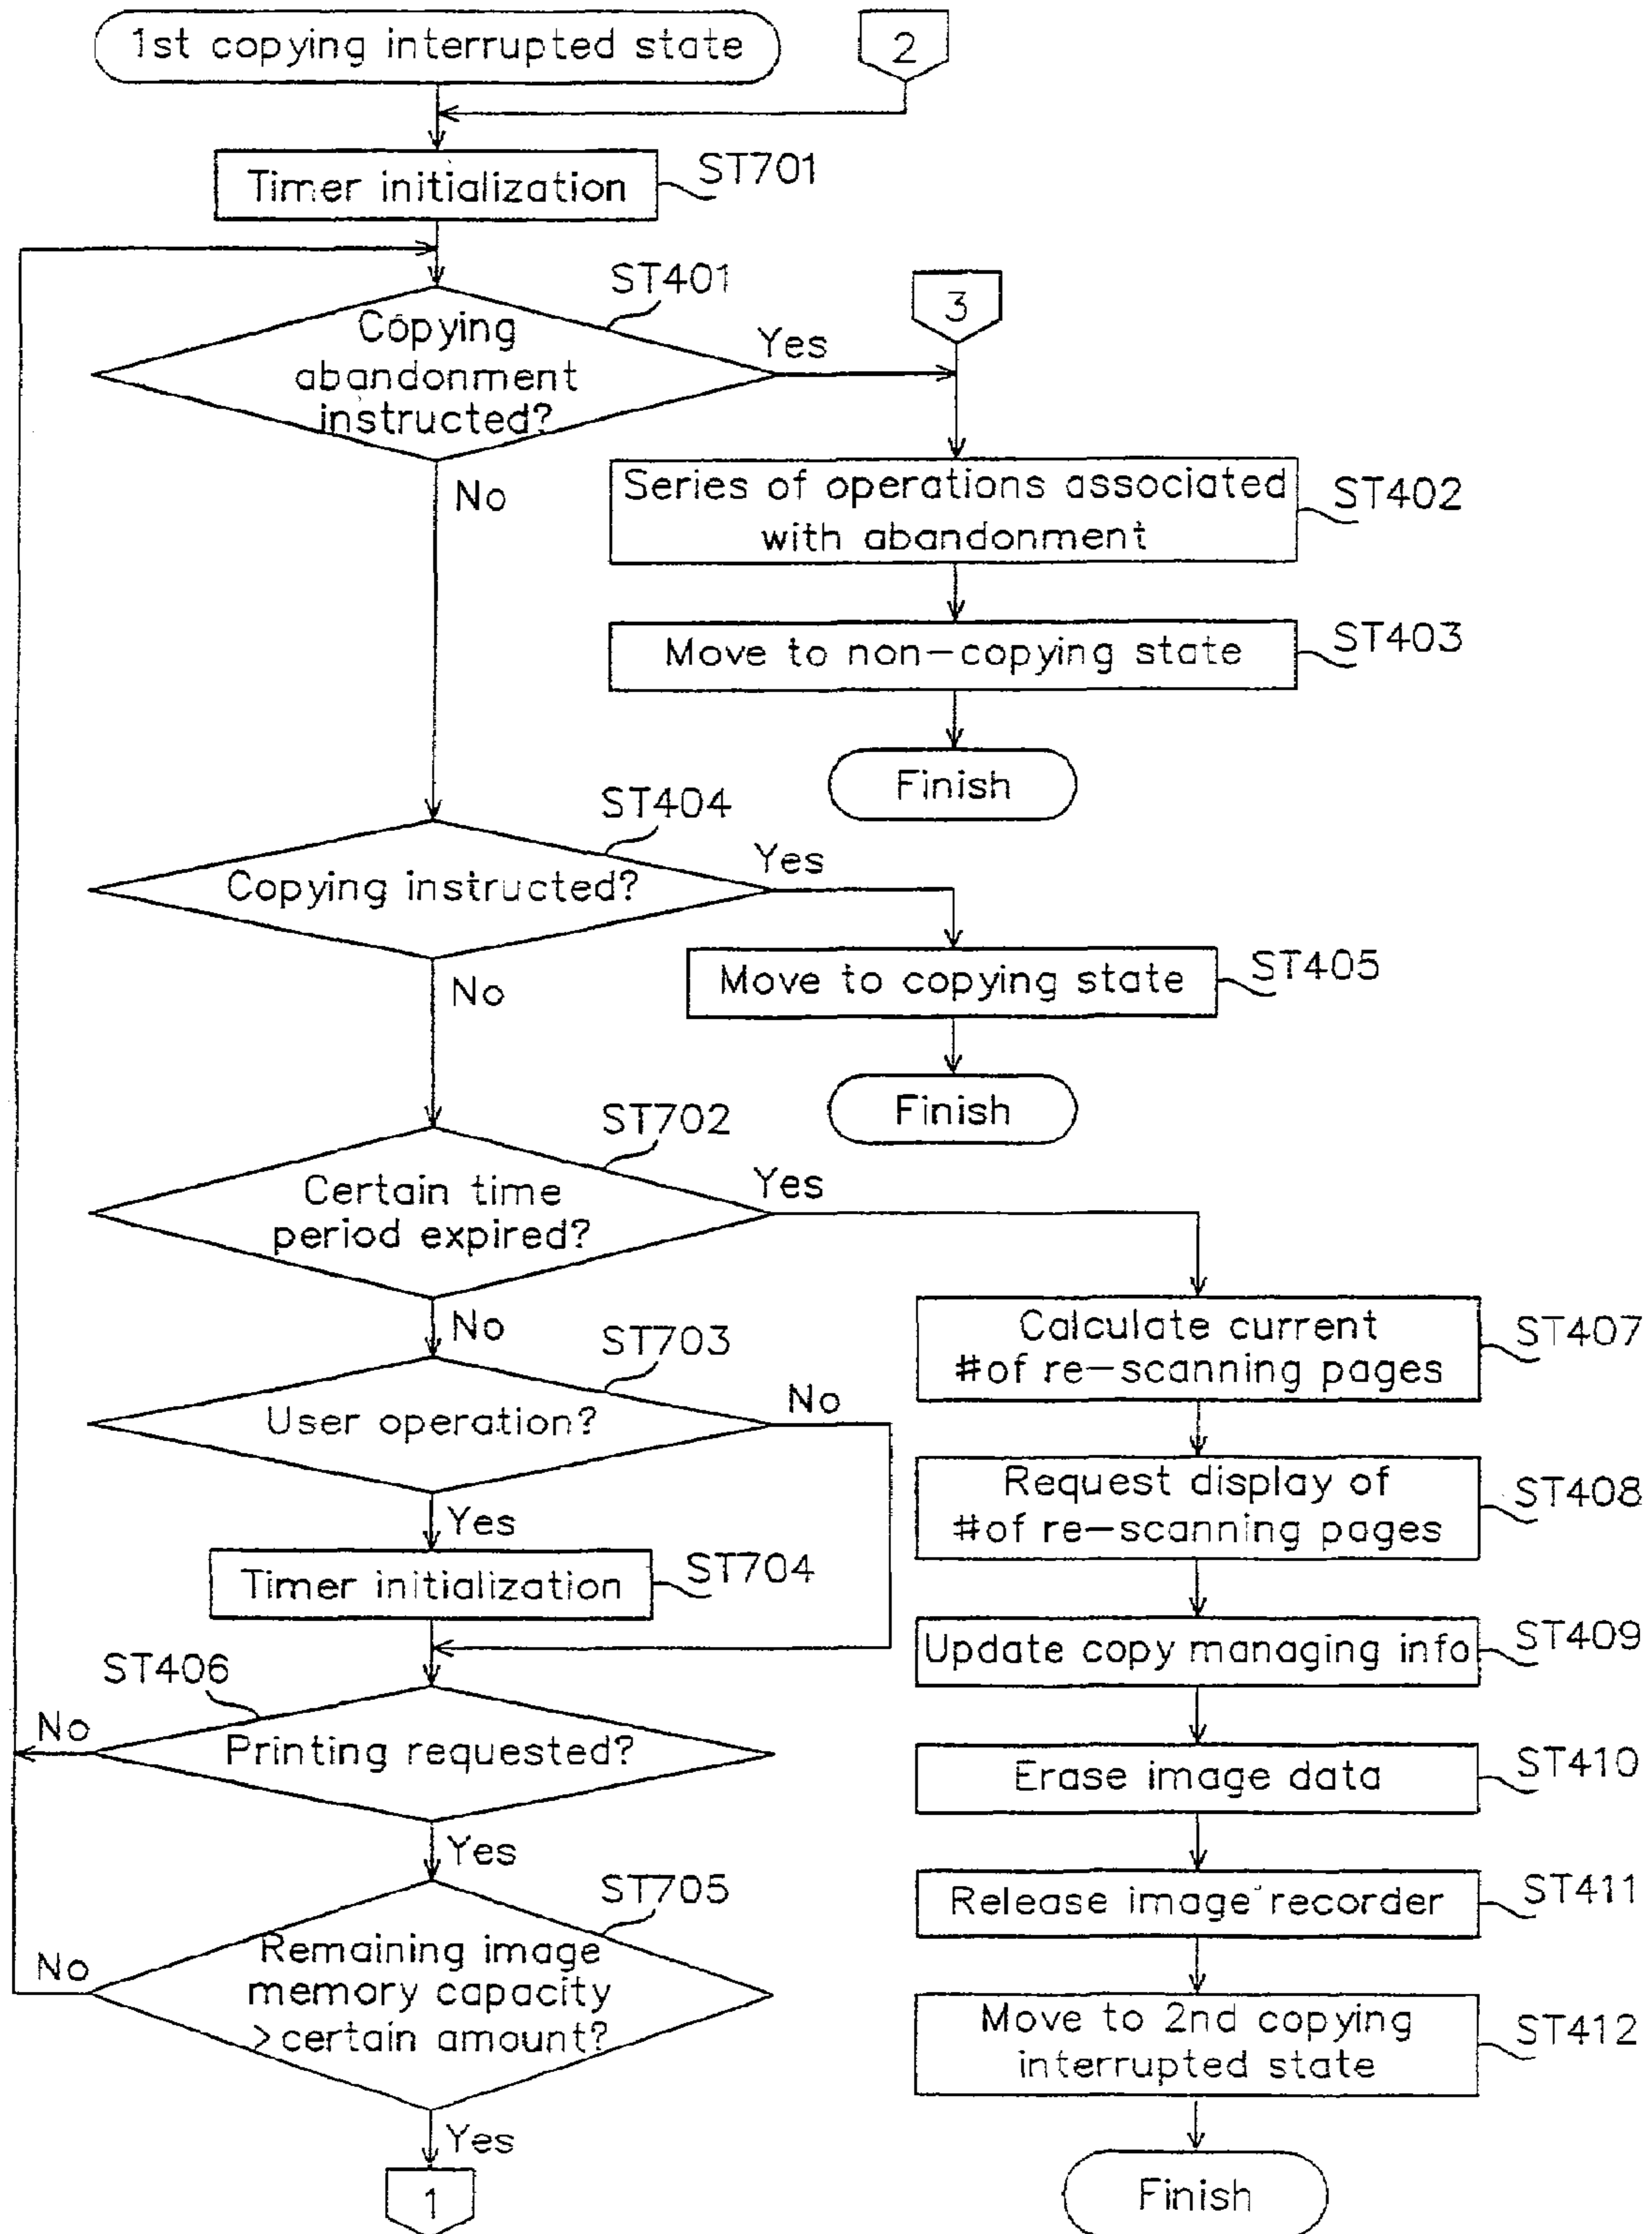 1st copying interrupted state
2
Timer initialization
ST701
ST401
Copying
abandonment
instructed?
Yes
3
No
Series of operations associated
with abandonment
ST402
Move to non-copying state
ST403
Finish
ST404
Copying instructed?
Yes
No
Move to copying state
ST405
Finish
ST702
Certain time
period expired?
Yes
No
Calculate current
#of re-scanning pages
ST407
ST703
User operation?
No
Yes
Request display of
#of re-scanning pages
ST408
Timer initialization
ST704
Update copy managing info
ST409
ST406
No
Printing requested?
Yes
Erase image data
ST410
ST705
Remaining image
memory capacity
>certain amount?
No
Yes
1
Release image recorder
ST411
Move to 2nd copying
interrupted state
ST412
Finish